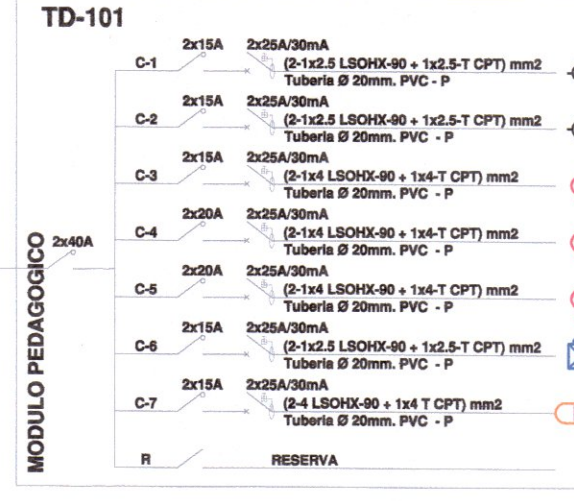 TD-101
2x15A 2x25A/30mA
C-1 (2-1x2.5 LSOHX-90 + 1x2.5-T CPT) mm2
Tuberia Ø 20mm. PVC - P
2x15A 2x25A/30mA
C-2 (2-1x2.5 LSOHX-90 + 1x2.5-T CPT) mm2
Tuberia Ø 20mm. PVC - P
2x15A 2x25A/30mA
C-3 (2-1x4 LSOHX-90 + 1x4-T CPT) mm2
Tuberia Ø 20mm. PVC - P
2x20A 2x25A/30mA
C-4 (2-1x4 LSOHX-90 + 1x4-T CPT) mm2
Tuberia Ø 20mm. PVC - P
2x40A
MODULO PEDAGOGICO
2x20A 2x25A/30mA
C-5 (2-1x4 LSOHX-90 + 1x4-T CPT) mm2
Tuberia Ø 20mm. PVC - P
2x15A 2x25A/30mA
C-6 (2-1x2.5 LSOHX-90 + 1x2.5-T CPT) mm2
Tuberia Ø 20mm. PVC - P
2x15A 2x25A/30mA
C-7 (2-4 LSOHX-90 + 1x4 T CPT) mm2
Tuberia Ø 20mm. PVC - P
R RESERVA